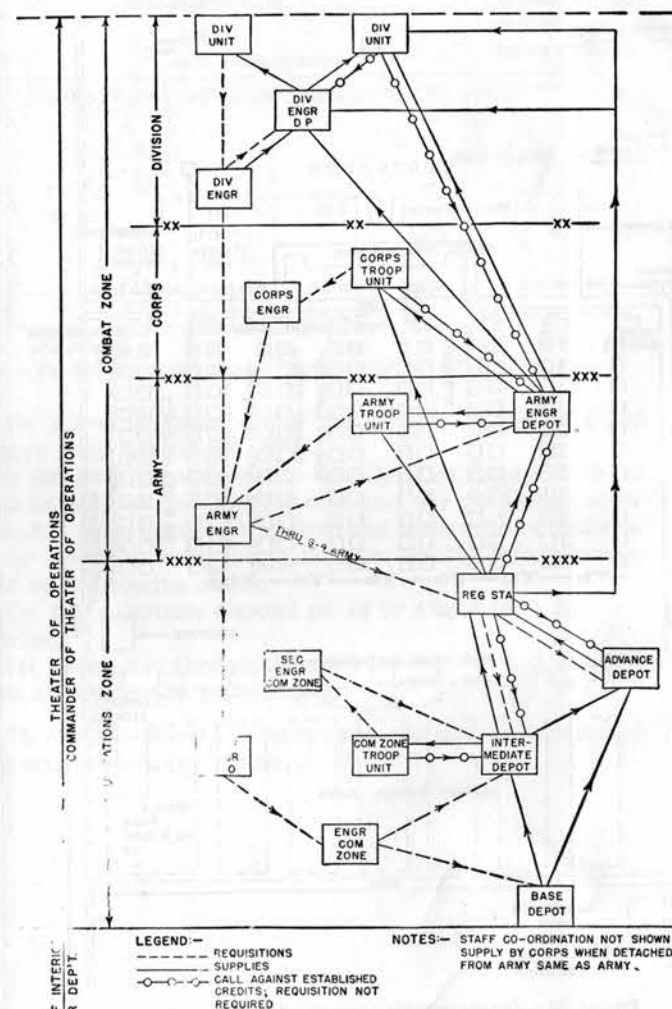 DIV
UNIT
DIV
UNIT
DIV
ENGR
D P
DIV
ENGR
DIVISION
XX
XX
XX
CORPS
TROOP
UNIT
CORPS
ENGR
CORPS
COMBAT ZONE
XXX
XXX
XXX
ARMY
TROOP
UNIT
ARMY
ENGR
DEPOT
ARMY
ARMY
ENGR
THRU G-4 ARMY
XXXX
XXXX
THEATER OF OPERATIONS
COMMANDER OF THEATER OF OPERATIONS
REG STA
ADVANCE
DEPOT
SEC
ENGR
COM ZONE
ATIONS ZONE
COM ZONE
TROOP
UNIT
INTER-
MEDIATE
DEPOT
R
O
ENGR
COM
ZONE
BASE
DEPOT
INTERI
R DEP'T.
LEGEND:-
REQUISITIONS
SUPPLIES
CALL AGAINST ESTABLISHED
CREDITS; REQUISITION NOT
REQUIRED
NOTES:- STAFF CO-ORDINATION NOT SHOWN
SUPPLY BY CORPS WHEN DETACHED
FROM ARMY SAME AS ARMY.